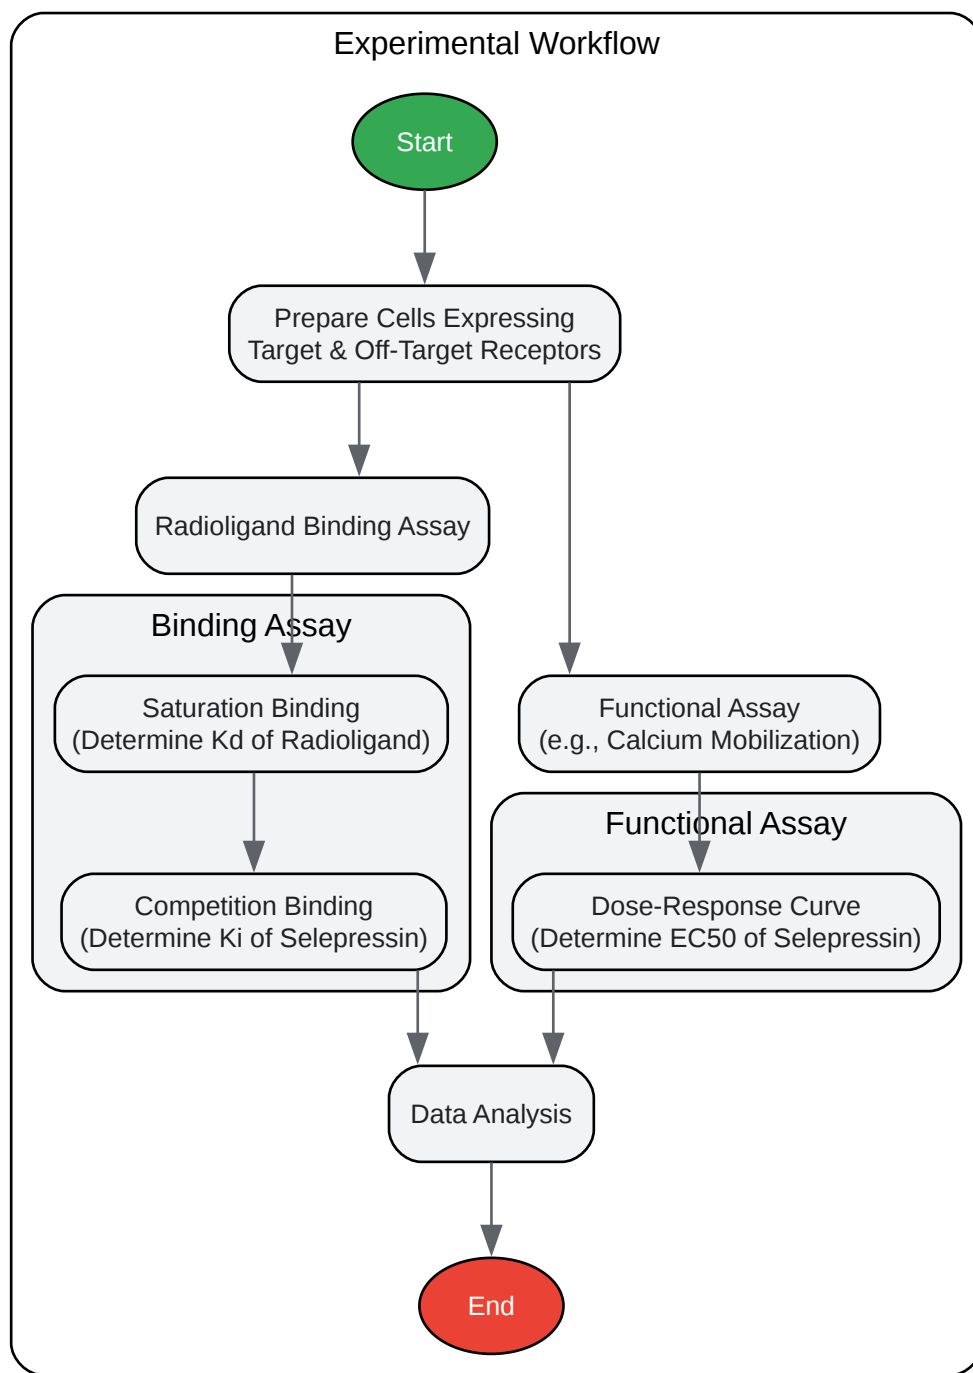 Experimental Workflow
Start
Prepare Cells Expressing
Target & Off-Target Receptors
Radioligand Binding Assay
Binding Assay
Saturation Binding
(Determine Kd of Radioligand)
Functional Assay
(e.g., Calcium Mobilization)
Functional Assay
Competition Binding
(Determine Ki of Selepressin)
Dose-Response Curve
(Determine EC50 of Selepressin)
Data Analysis
End